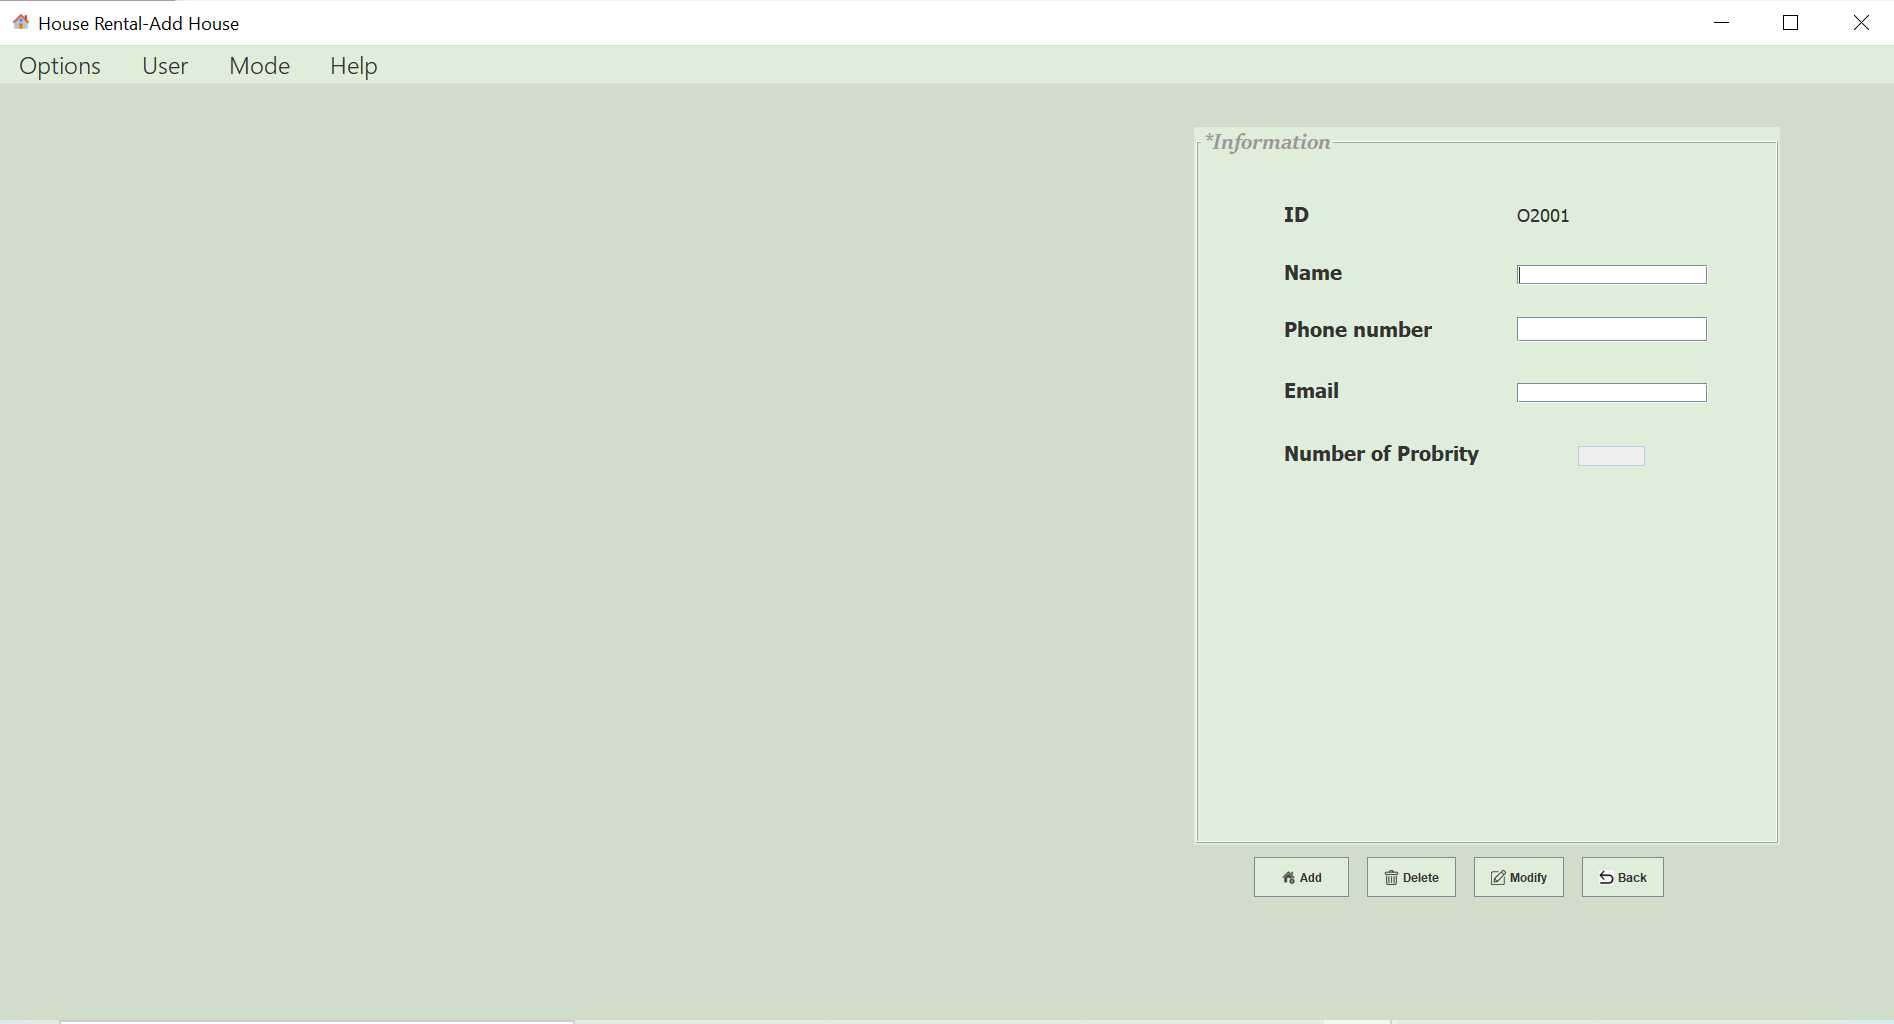 House Rental-Add House
Options User Mode Help
*Information
ID O2001
Name
Phone number
Email
Number of Probrity
Add Delete Modify Back